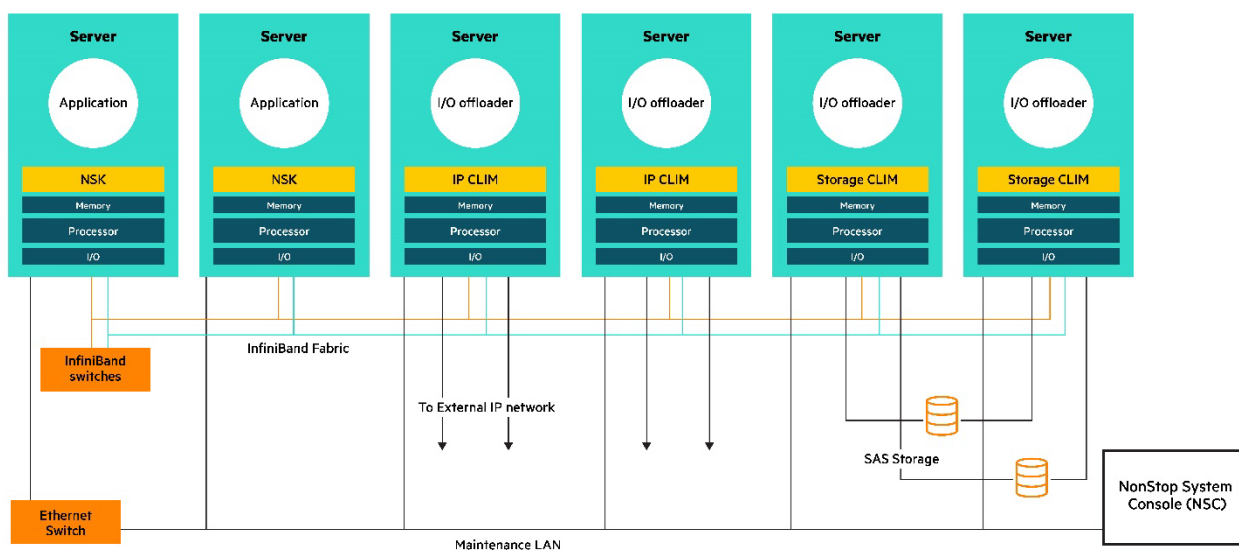 Server
Application
NSK
Memory
Processor
I/O
Server
Application
NSK
Memory
Processor
I/O
Server
I/O offloader
IP CLIM
Memory
Processor
I/O
Server
I/O offloader
IP CLIM
Memory
Processor
I/O
Server
I/O offloader
Storage CLIM
Memory
Processor
I/O
Server
I/O offloader
Storage CLIM
Memory
Processor
I/O
InfiniBand
switches
InfiniBand Fabric
To External IP network
SAS Storage
NonStop System
Console (NSC)
Ethernet
Switch
Maintenance LAN